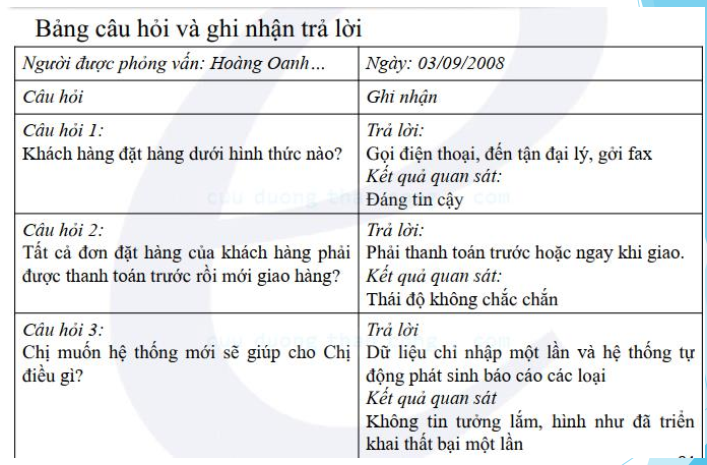 Bảng câu hỏi và ghi nhận trả lời
Người được phỏng vấn: Hoàng Oanh...
Ngày: 03/09/2008
Câu hỏi
Ghi nhận
Câu hỏi 1:
Khách hàng đặt hàng dưới hình thức nào?
Trả lời:
Gọi điện thoại, đến tận đại lý, gởi fax
Kết quả quan sát:
Đáng tin cậy
Câu hỏi 2:
Tất cả đơn đặt hàng của khách hàng phải
được thanh toán trước rồi mới giao hàng?
Trả lời:
Phải thanh toán trước hoặc ngay khi giao.
Kết quả quan sát:
Thái độ không chắc chắn
Câu hỏi 3:
Chị muốn hệ thống mới sẽ giúp cho Chị
điều gì?
Trả lời
Dữ liệu chỉ nhập một lần và hệ thống tự
động phát sinh báo cáo các loại
Kết quả quan sát
Không tin tưởng lắm, hình như đã triển
khai thất bại một lần